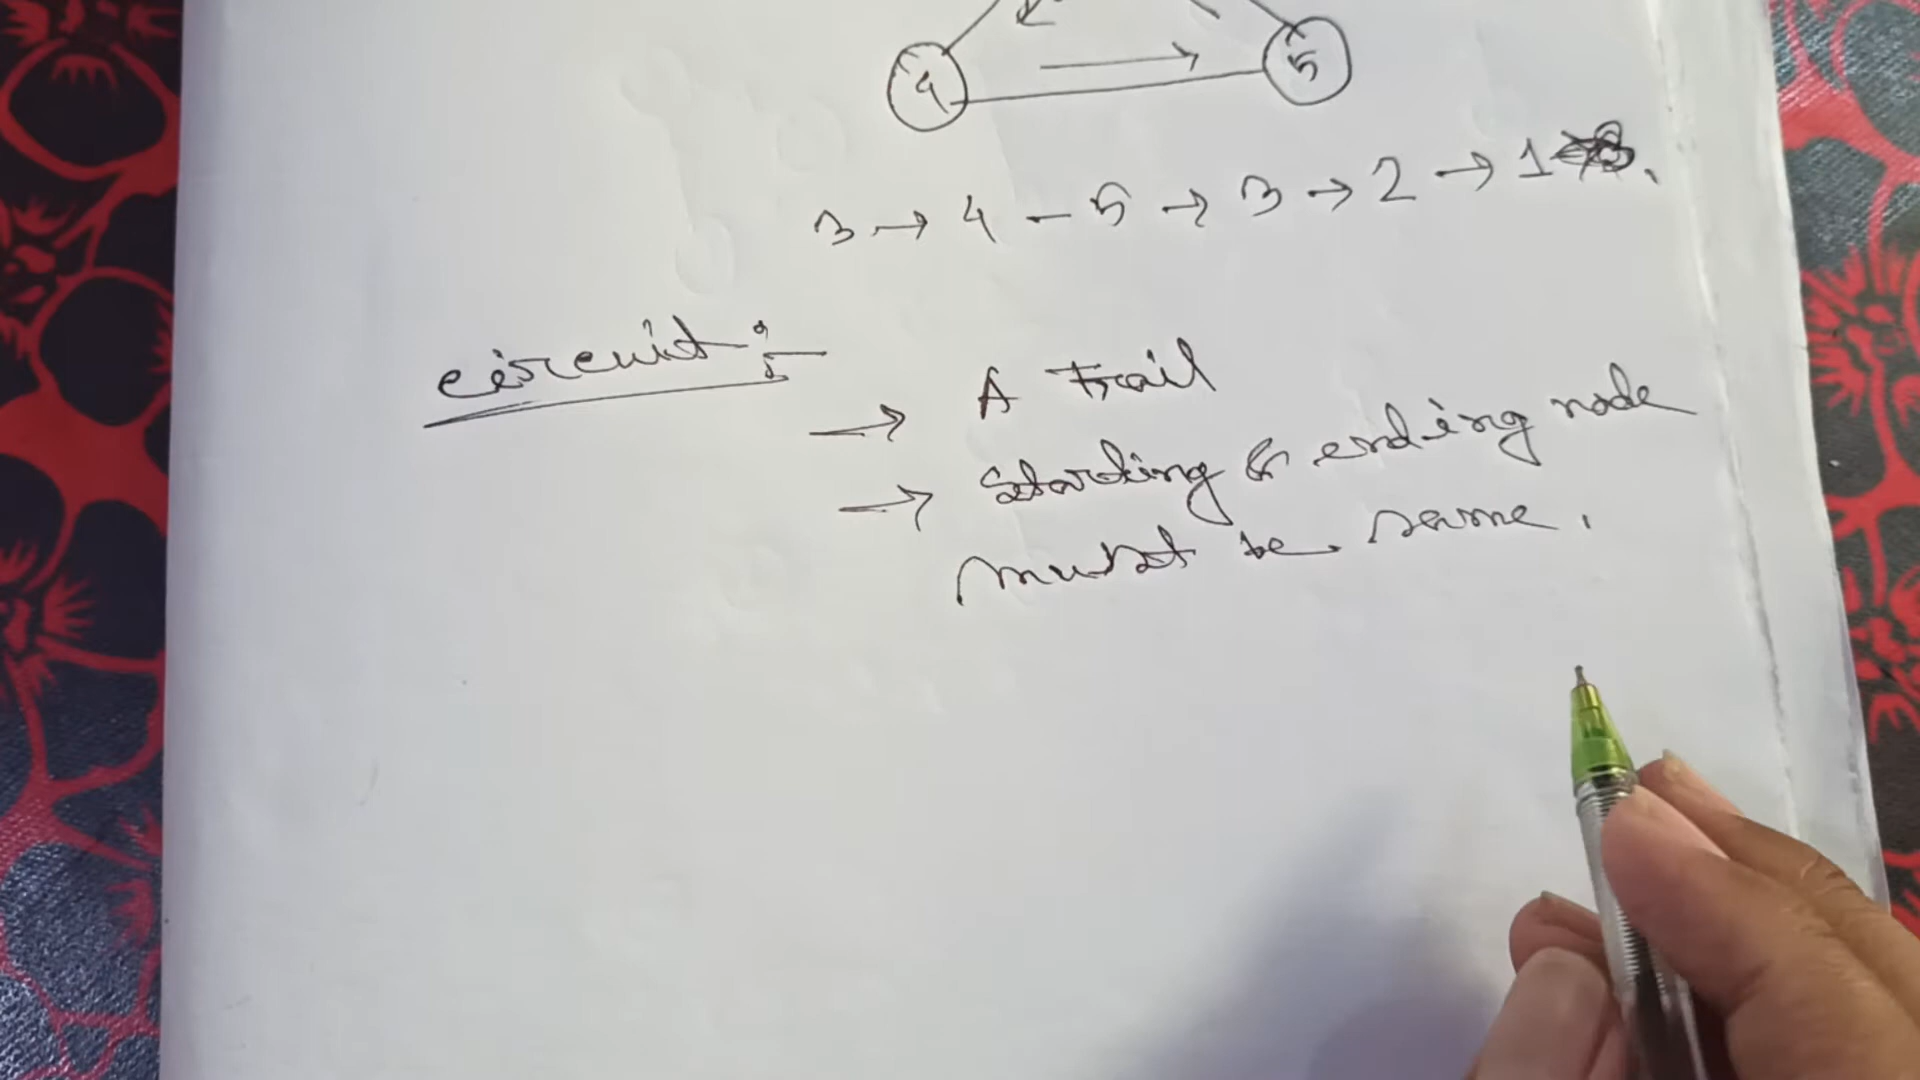 4 5
3 → 4 – 5 → 3 → 2 → 1
circuit :-
→ A Trail
→ Starting & ending node
must be same.